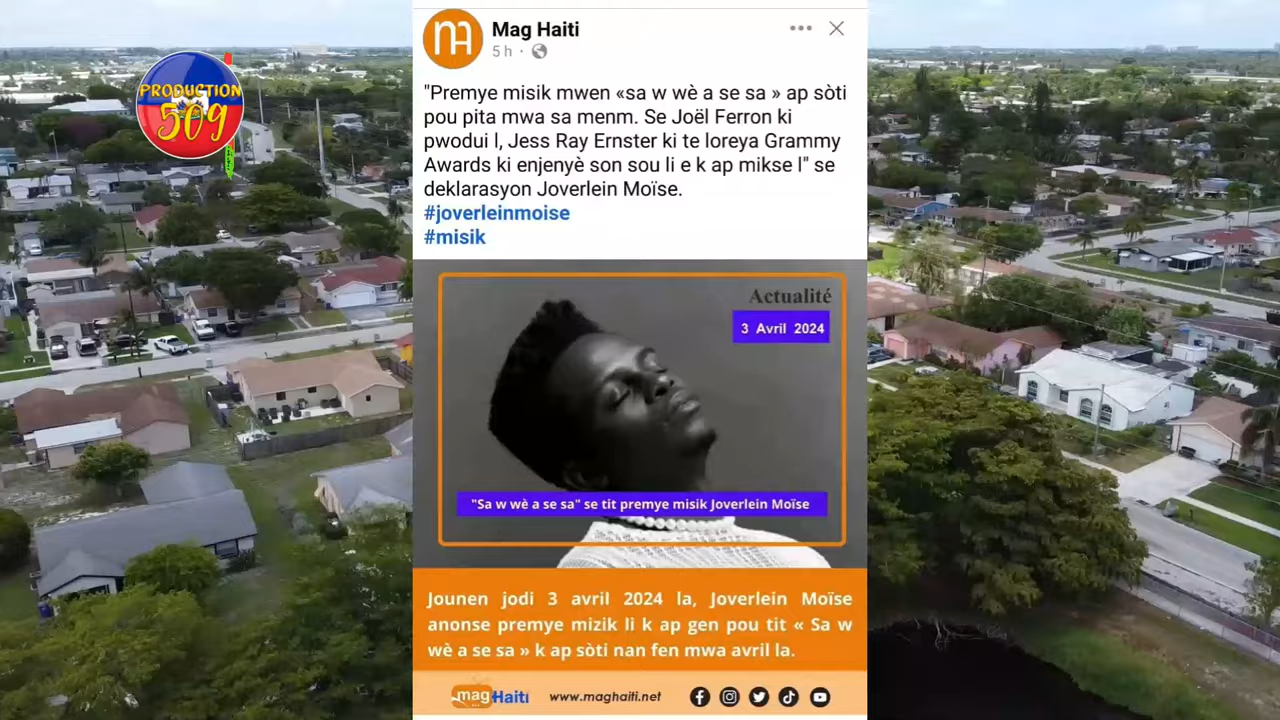 PRODUCTION
509
Mag Haiti
5 h
"Premye misik mwen «sa w wè a se sa » ap sòti
pou pita mwa sa menm. Se Joël Ferron ki
pwodui l, Jess Ray Ernster ki te loreya Grammy
Awards ki enjenyè son sou li e k ap mikse l" se
deklarasyon Joverlein Moïse.
#joverleinmoise
#misik
Actualité
3 Avril 2024
"Sa w wè a se sa" se tit premye misik Joverlein Moïse
Jounen jodi 3 avril 2024 la, Joverlein Moïse
anonse premye mizik li k ap gen pou tit « Sa w
wè a se sa » k ap sòti nan fen mwa avril la.
mag Haiti www.maghaiti.net